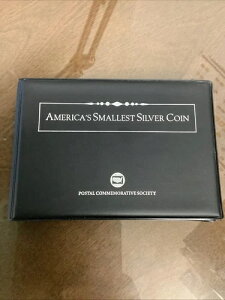 AMERICA'S SMALLEST SILVER COIN
POSTAL COMMEMORATIVE SOCIETY